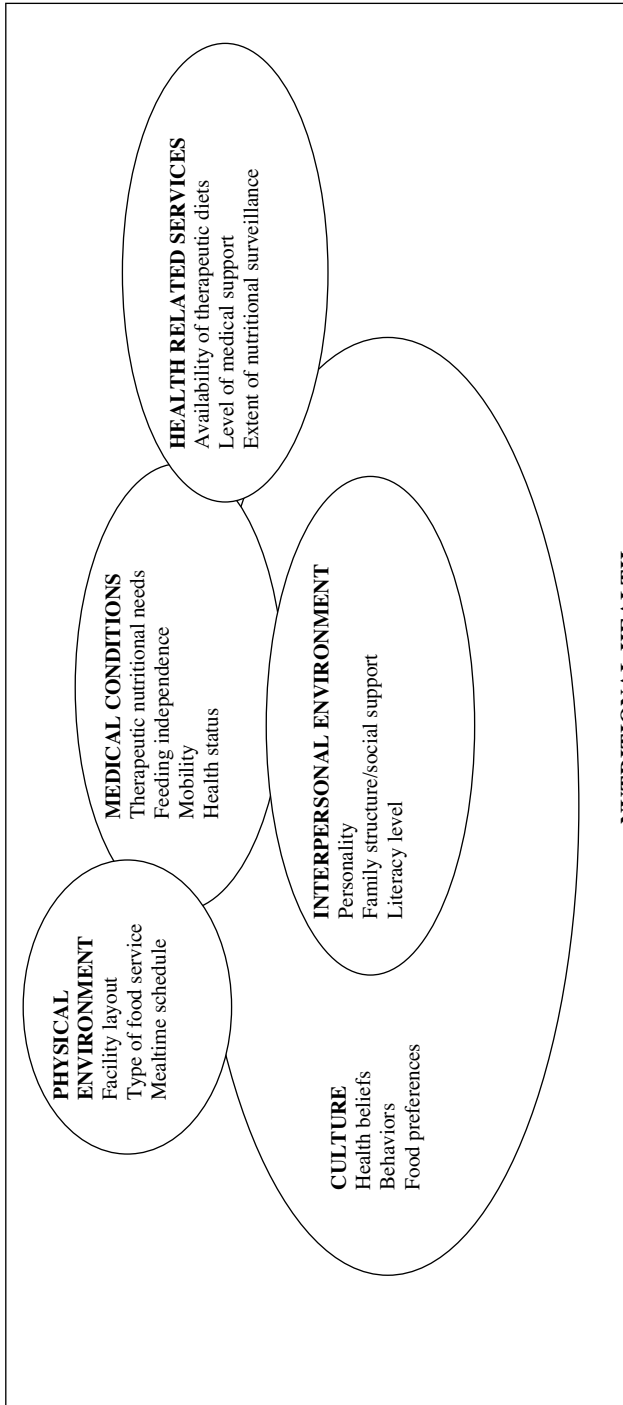 PHYSICAL
ENVIRONMENT
Facility layout
Type of food service
Mealtime schedule
MEDICAL CONDITIONS
Therapeutic nutritional needs
Feeding independence
Mobility
Health status
HEALTH RELATED SERVICES
Availability of therapeutic diets
Level of medical support
Extent of nutritional surveillance
CULTURE
Health beliefs
Behaviors
Food preferences
INTERPERSONAL ENVIRONMENT
Personality
Family structure/social support
Literacy level
NUTRITIONAL HEALTH